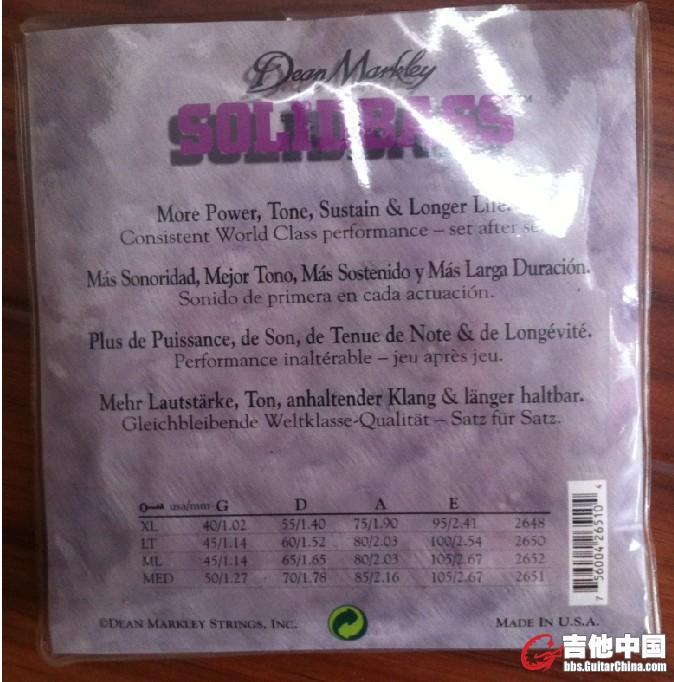 Dean Markley
SOLIDBASS™
More Power, Tone, Sustain & Longer Life.
Consistent World Class performance – set after
Más Sonoridad, Mejor Tono, Más Sostenido y Más Larga Duración.
Sonido de primera en cada actuación.
Plus de Puissance, de Son, de Tenue de Note & de Longévité.
Performance inaltérable – jeu après jeu.
Mehr Lautstärke, Ton, anhaltender Klang & länger haltbar.
Gleichbleibende Weltklasse-Qualität – Satz für Satz.
usa/mm G D A E
XL 40/1.02 55/1.40 75/1.90 95/2.41 2648
LT 45/1.14 60/1.52 80/2.03 100/2.54 2650
ML 45/1.14 65/1.65 80/2.03 105/2.67 2652
MED 50/1.27 70/1.78 85/2.16 105/2.67 2651
7 56004 26510 4
©DEAN MARKLEY STRINGS, INC.
MADE IN U.S.A.
吉他中国
bbs.GuitarChina.com